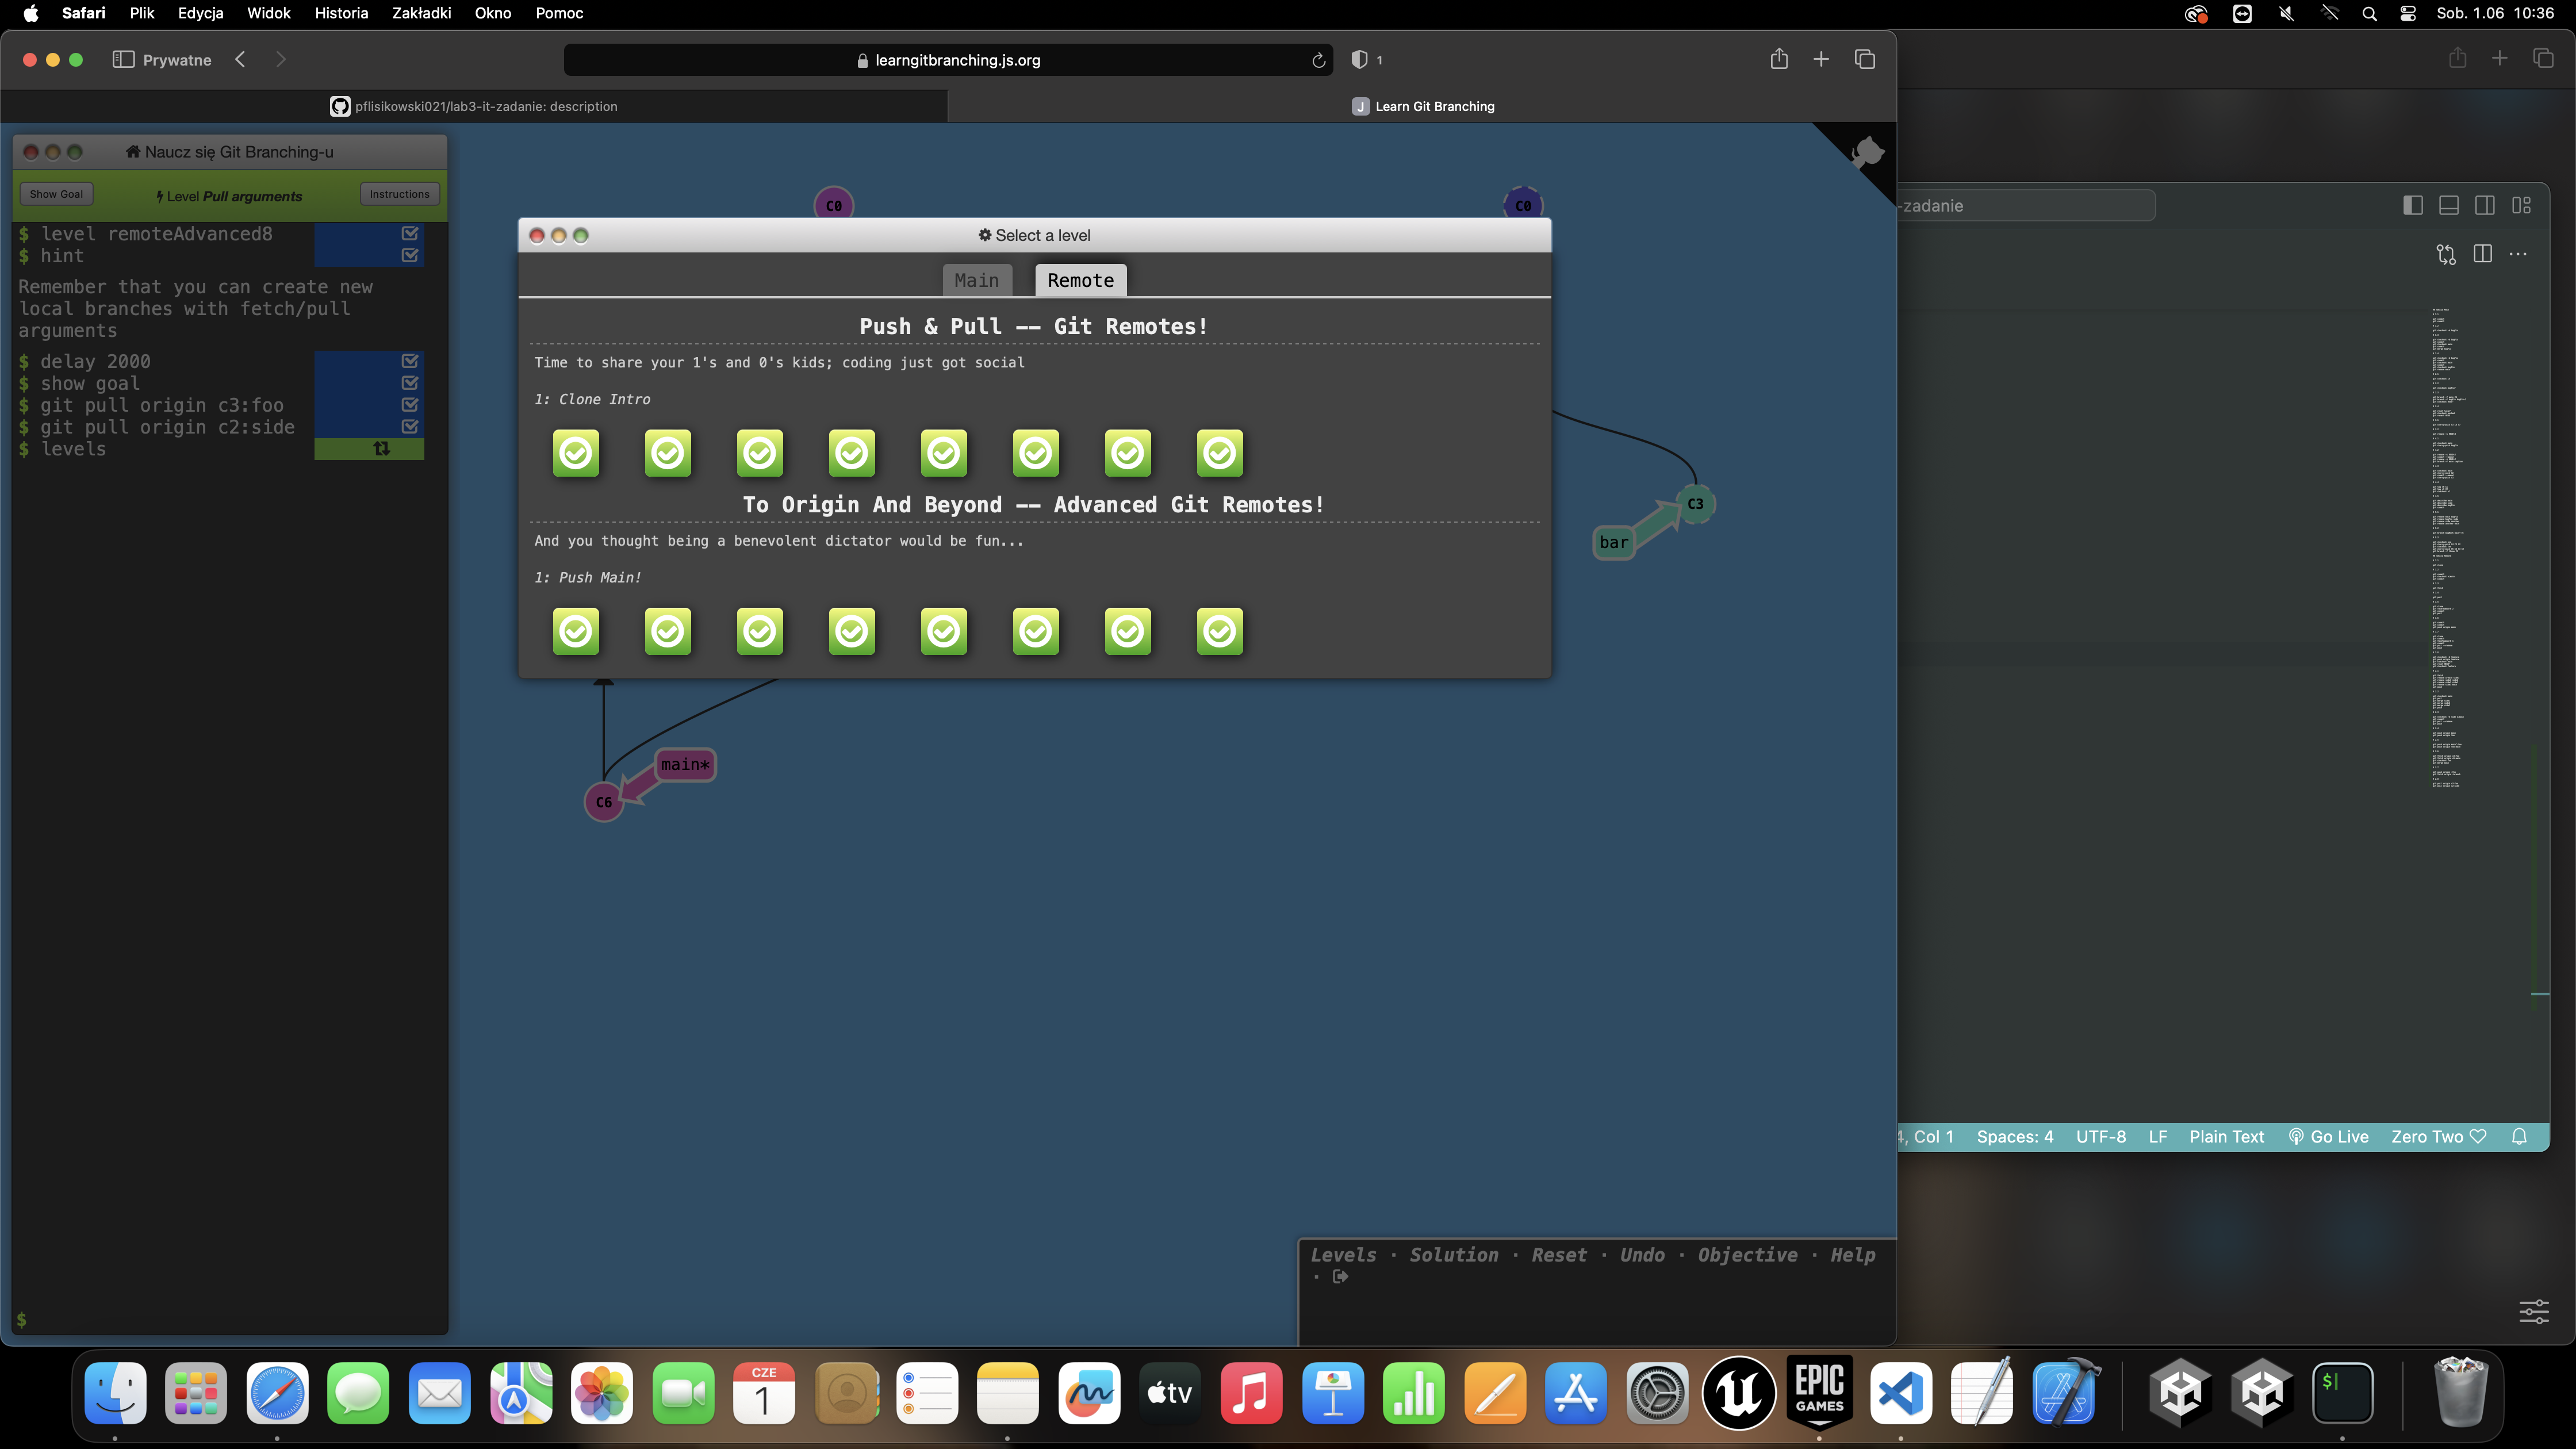 Safari Plik Edycja Widok Historia Zakładki Okno Pomoc Sob. 1.06 10:36
Prywatne learngitbranching.js.org 1
pflisikowski021/lab3-it-zadanie: description J Learn Git Branching
Naucz się Git Branching-u
Show Goal Level Pull arguments Instructions
$ level remoteAdvanced8
$ hint
Remember that you can create new
local branches with fetch/pull
arguments
$ delay 2000
$ show goal
$ git pull origin c3:foo
$ git pull origin c2:side
$ levels
$
C0 C0
Select a level
Main Remote
Push & Pull -- Git Remotes!
Time to share your 1's and 0's kids; coding just got social
1: Clone Intro
To Origin And Beyond -- Advanced Git Remotes!
And you thought being a benevolent dictator would be fun...
1: Push Main!
C3
bar
main*
C6
Levels · Solution · Reset · Undo · Objective · Help
·
-zadanie
4, Col 1 Spaces: 4 UTF-8 LF Plain Text Go Live Zero Two
CZE
1
tv
EPIC
GAMES
$